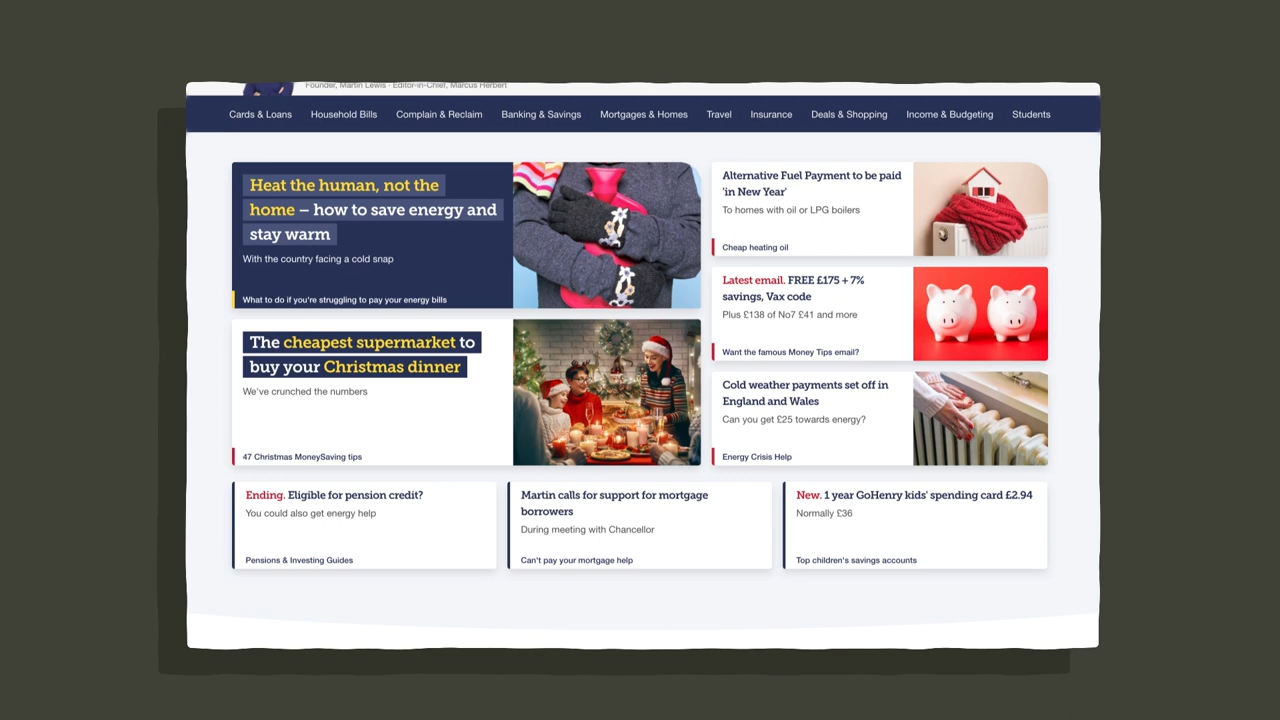 Founder, Martin Lewis · Editor-in-Chief, Marcus Herbert
Cards & Loans Household Bills Complain & Reclaim Banking & Savings Mortgages & Homes Travel Insurance Deals & Shopping Income & Budgeting Students
Heat the human, not the
home – how to save energy and
stay warm
With the country facing a cold snap
What to do if you're struggling to pay your energy bills
The cheapest supermarket to
buy your Christmas dinner
We've crunched the numbers
47 Christmas MoneySaving tips
Alternative Fuel Payment to be paid
'in New Year'
To homes with oil or LPG boilers
Cheap heating oil
Latest email. FREE £175 + 7%
savings, Vax code
Plus £138 of No7 £41 and more
Want the famous Money Tips email?
Cold weather payments set off in
England and Wales
Can you get £25 towards energy?
Energy Crisis Help
Ending. Eligible for pension credit?
You could also get energy help
Pensions & Investing Guides
Martin calls for support for mortgage
borrowers
During meeting with Chancellor
Can't pay your mortgage help
New. 1 year GoHenry kids' spending card £2.94
Normally £36
Top children's savings accounts